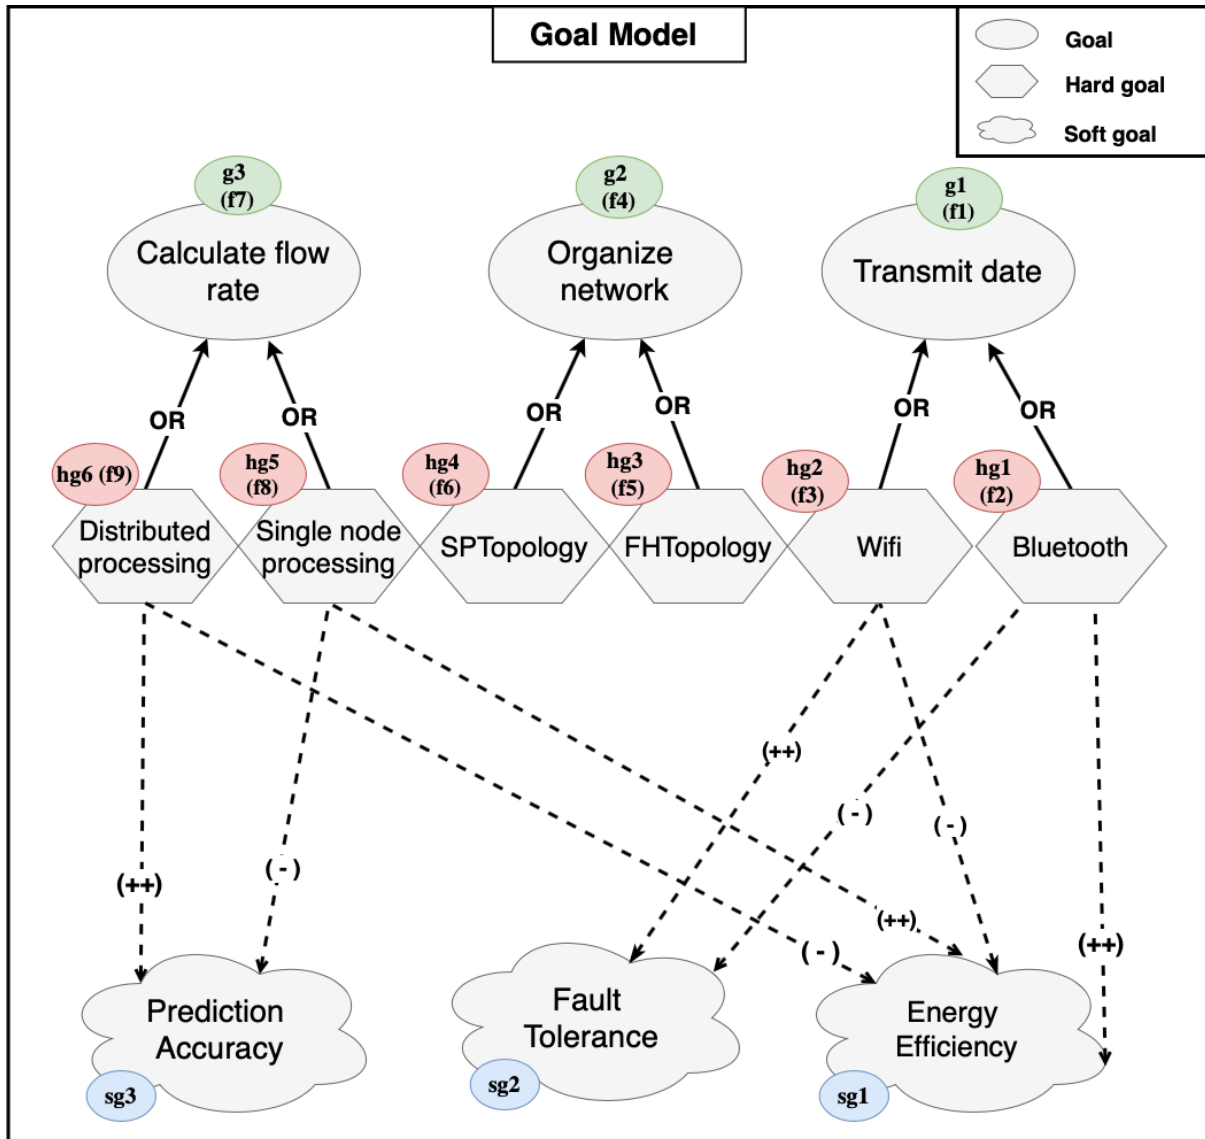 Goal Model
Goal
Hard goal
Soft goal
g3
(f7)
g2
(f4)
g1
(f1)
Calculate flow
rate
Organize
network
Transmit date
OR
OR
OR
OR
OR
OR
hg6 (f9)
hg5
(f8)
hg4
(f6)
hg3
(f5)
hg2
(f3)
hg1
(f2)
Distributed
processing
Single node
processing
SPTopology
FHTopology
Wifi
Bluetooth
(++)
(-)
(-)
(++)
(-)
(++)
(-)
(++)
Prediction
Accuracy
Fault
Tolerance
Energy
Efficiency
sg3
sg2
sg1